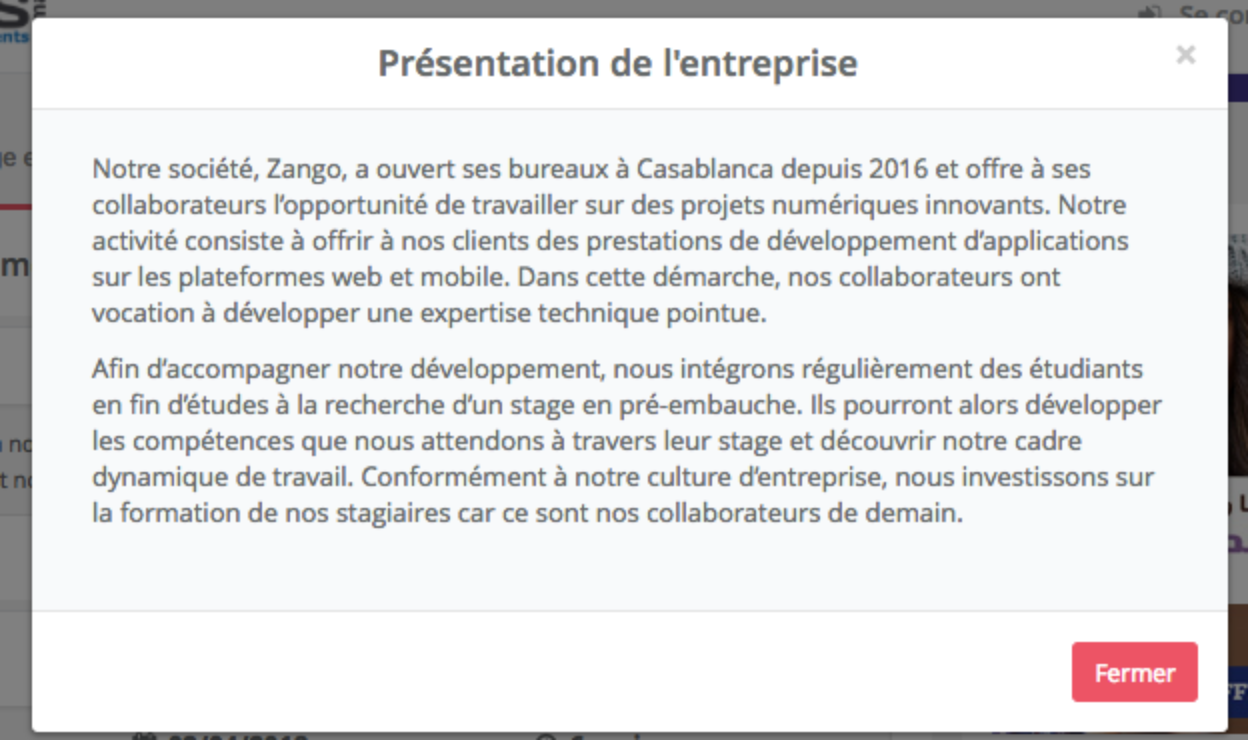 Présentation de l'entreprise
×
Notre société, Zango, a ouvert ses bureaux à Casablanca depuis 2016 et offre à ses
collaborateurs l’opportunité de travailler sur des projets numériques innovants. Notre
activité consiste à offrir à nos clients des prestations de développement d’applications
sur les plateformes web et mobile. Dans cette démarche, nos collaborateurs ont
vocation à développer une expertise technique pointue.
Afin d’accompagner notre développement, nous intégrons régulièrement des étudiants
en fin d’études à la recherche d’un stage en pré-embauche. Ils pourront alors développer
les compétences que nous attendons à travers leur stage et découvrir notre cadre
dynamique de travail. Conformément à notre culture d’entreprise, nous investissons sur
la formation de nos stagiaires car ce sont nos collaborateurs de demain.
Fermer